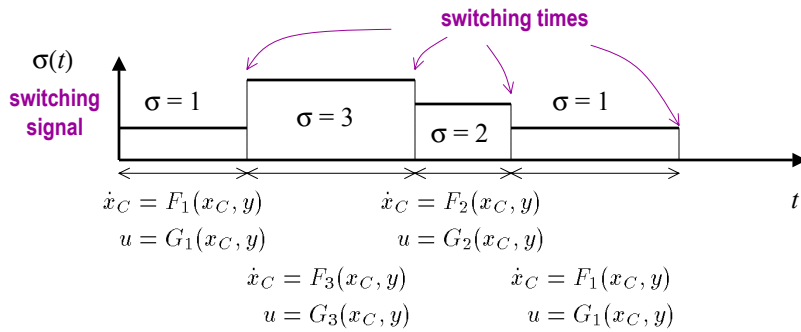 switching times
σ(t)
switching
signal
σ = 1
σ = 3
σ = 2
σ = 1
t
ẋ_C = F_1(x_C, y)
u = G_1(x_C, y)
ẋ_C = F_2(x_C, y)
u = G_2(x_C, y)
ẋ_C = F_3(x_C, y)
u = G_3(x_C, y)
ẋ_C = F_1(x_C, y)
u = G_1(x_C, y)